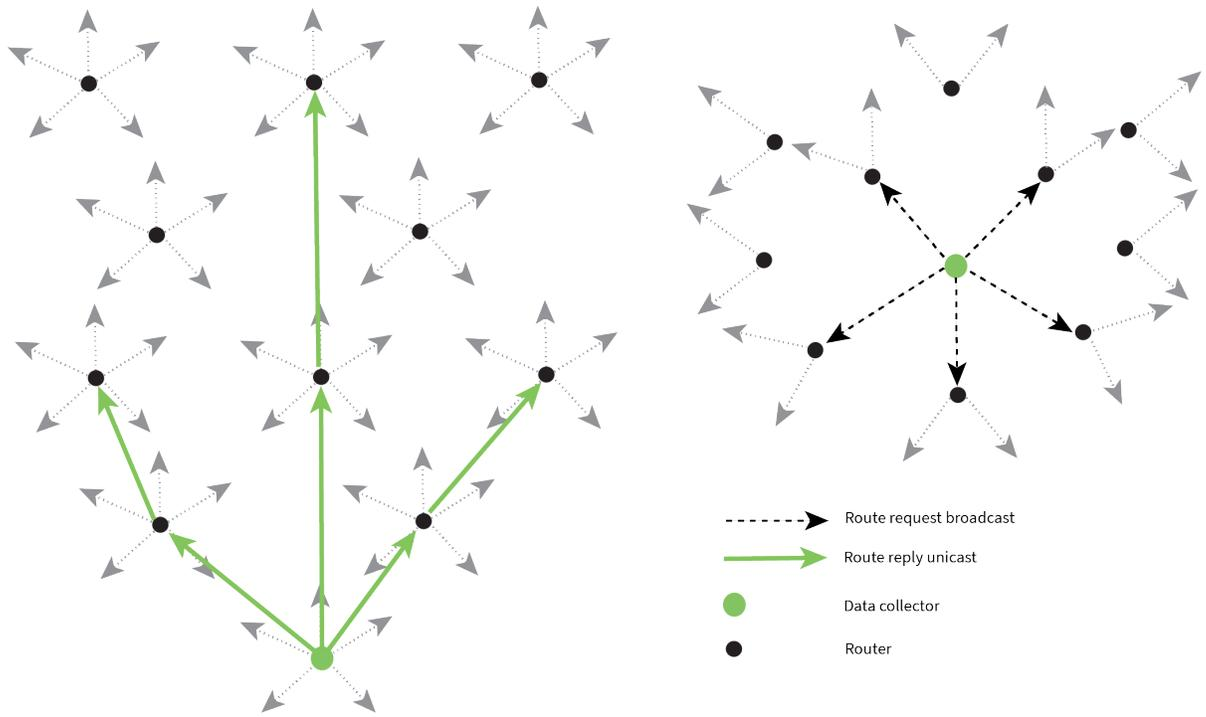 Route request broadcast
Route reply unicast
Data collector
Router